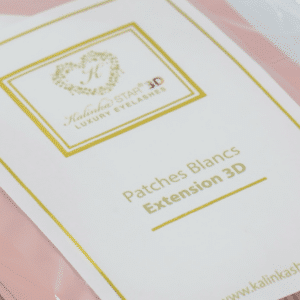 K
Kalinka STAR 3D
LUXURY EYELASHES
Patches Blancs
Extension 3D
www.kalinkash